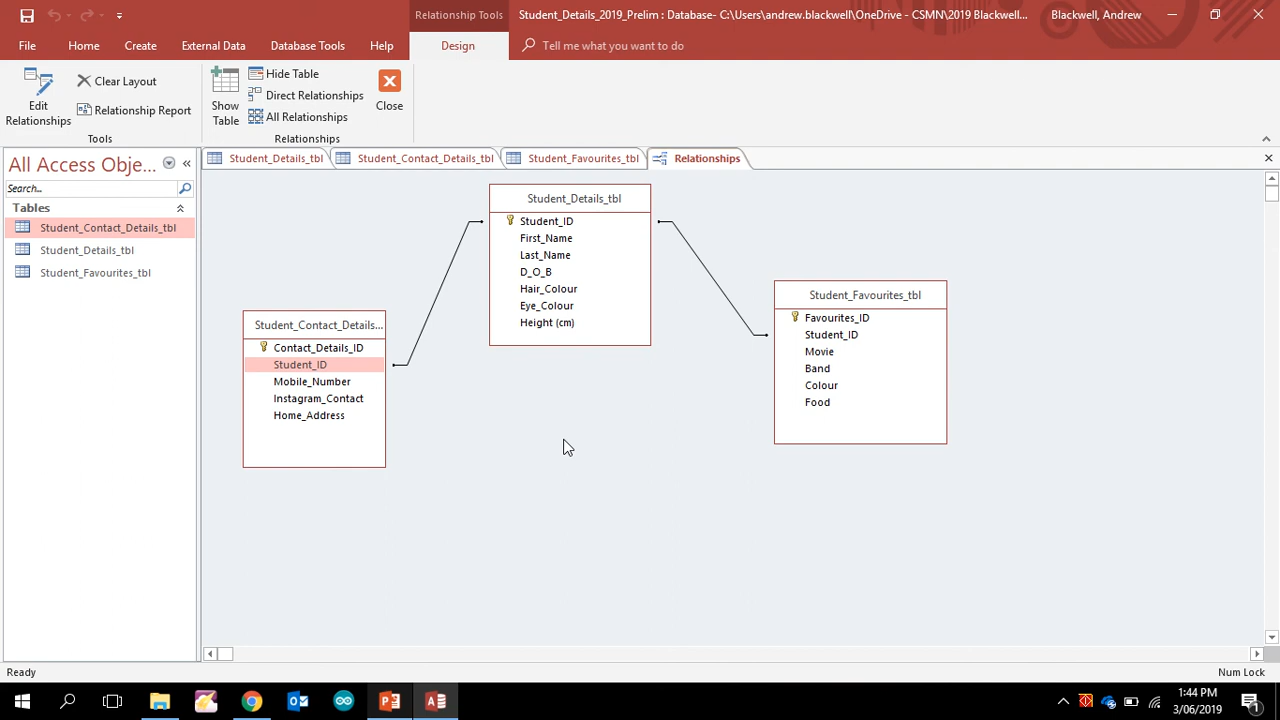 Relationship Tools
Student_Details_2019_Prelim : Database- C:\Users\andrew.blackwell\OneDrive - CSMN\2019 Blackwell...
Blackwell, Andrew
File
Home
Create
External Data
Database Tools
Help
Design
Tell me what you want to do
Edit
Relationships
Clear Layout
Relationship Report
Tools
Show
Table
Hide Table
Direct Relationships
All Relationships
Relationships
Close
All Access Obje...
Search...
Tables
Student_Contact_Details_tbl
Student_Details_tbl
Student_Favourites_tbl
Student_Details_tbl
Student_Contact_Details_tbl
Student_Favourites_tbl
Relationships
Student_Contact_Details...
Contact_Details_ID
Student_ID
Mobile_Number
Instagram_Contact
Home_Address
Student_Details_tbl
Student_ID
First_Name
Last_Name
D_O_B
Hair_Colour
Eye_Colour
Height (cm)
Student_Favourites_tbl
Favourites_ID
Student_ID
Movie
Band
Colour
Food
Ready
Num Lock
1:44 PM
3/06/2019
1